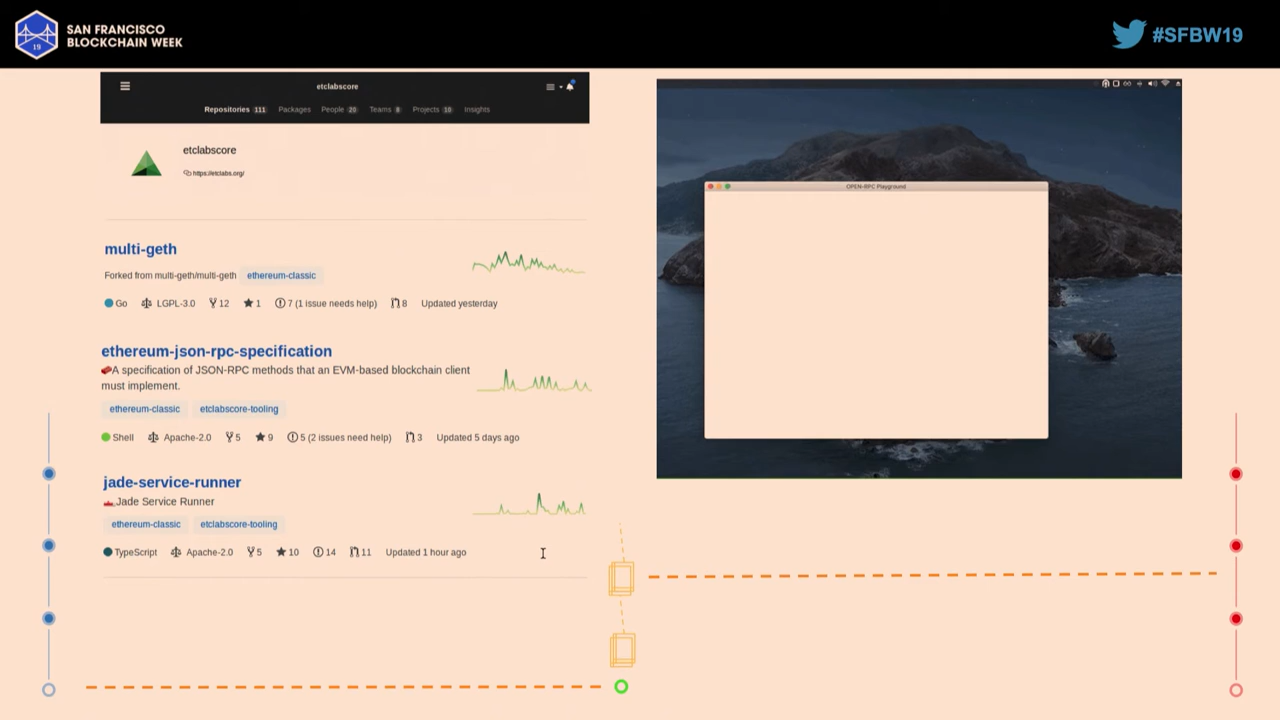 SAN FRANCISCO
BLOCKCHAIN WEEK
19
#SFBW19
etclabscore
Repositories 111 Packages People 20 Teams 8 Projects 10 Insights
etclabscore
https://etclabs.org/
multi-geth
Forked from multi-geth/multi-geth ethereum-classic
Go LGPL-3.0 12 1 7 (1 issue needs help) 8 Updated yesterday
ethereum-json-rpc-specification
A specification of JSON-RPC methods that an EVM-based blockchain client
must implement.
ethereum-classic etclabscore-tooling
Shell Apache-2.0 5 9 5 (2 issues need help) 3 Updated 5 days ago
jade-service-runner
Jade Service Runner
ethereum-classic etclabscore-tooling
TypeScript Apache-2.0 5 10 14 11 Updated 1 hour ago
OPEN-RPC Playground